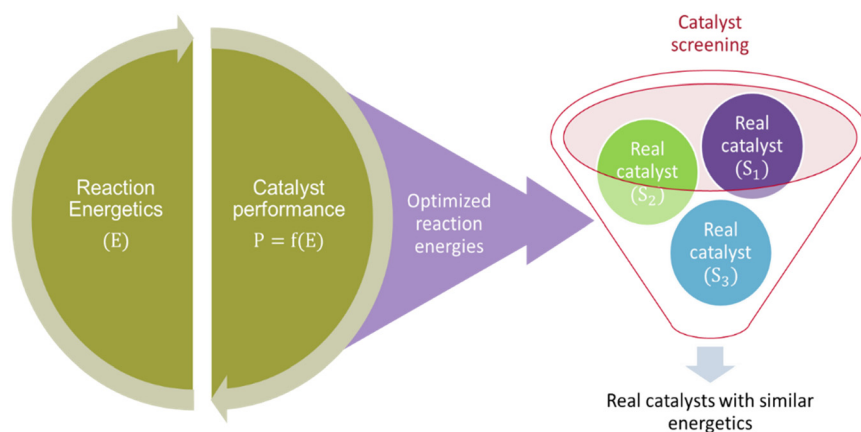 Reaction
Energetics
(E)
Catalyst
performance
P = f(E)
Optimized
reaction
energies
Catalyst
screening
Real
catalyst
(S₁)
Real
catalyst
(S₂)
Real
catalyst
(S₃)
Real catalysts with similar
energetics